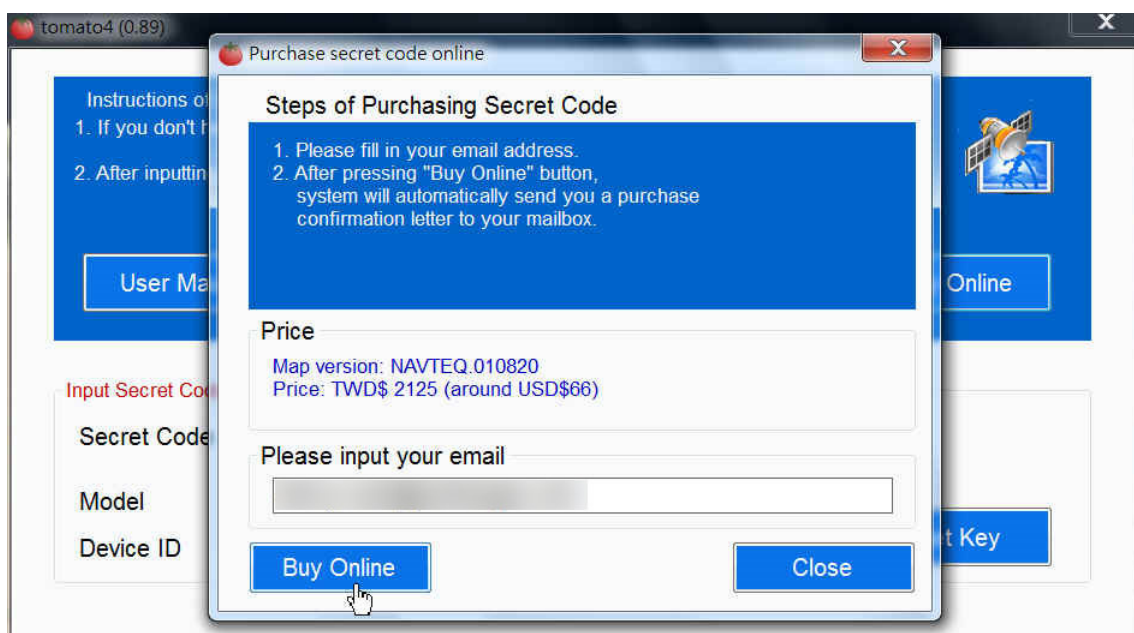 tomato4 (0.89)
Purchase secret code online
Instructions of
1. If you don't h
2. After inputtin
User Ma
Online
Steps of Purchasing Secret Code
1. Please fill in your email address.
2. After pressing "Buy Online" button,
system will automatically send you a purchase
confirmation letter to your mailbox.
Price
Map version: NAVTEQ.010820
Price: TWD$ 2125 (around USD$66)
Input Secret Co
Secret Code
Model
Device ID
Please input your email
Buy Online
Close
t Key